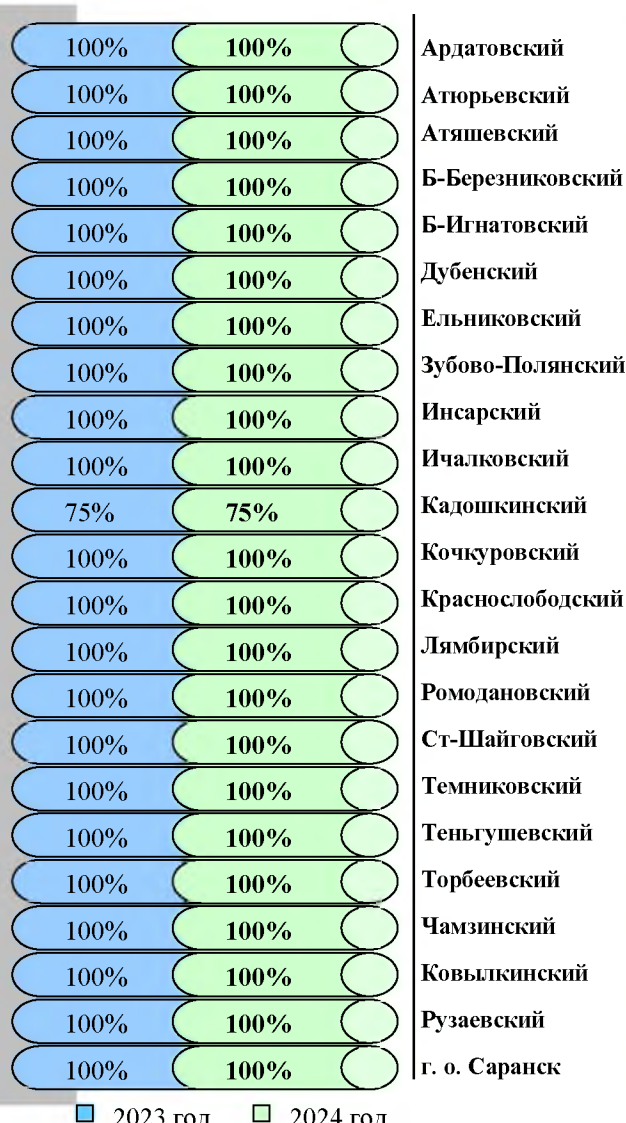 100% 100% Ардатовский
100% 100% Атюрьевский
100% 100% Атяшевский
100% 100% Б-Березниковский
100% 100% Б-Игнатовский
100% 100% Дубенский
100% 100% Ельниковский
100% 100% Зубово-Полянский
100% 100% Инсарский
100% 100% Ичалковский
75% 75% Кадошкинский
100% 100% Кочкуровский
100% 100% Краснослободский
100% 100% Лямбирский
100% 100% Ромодановский
100% 100% Ст-Шайговский
100% 100% Темниковский
100% 100% Теньгушевский
100% 100% Торбеевский
100% 100% Чамзинский
100% 100% Ковылкинский
100% 100% Рузаевский
100% 100% г. о. Саранск
2023 год 2024 год